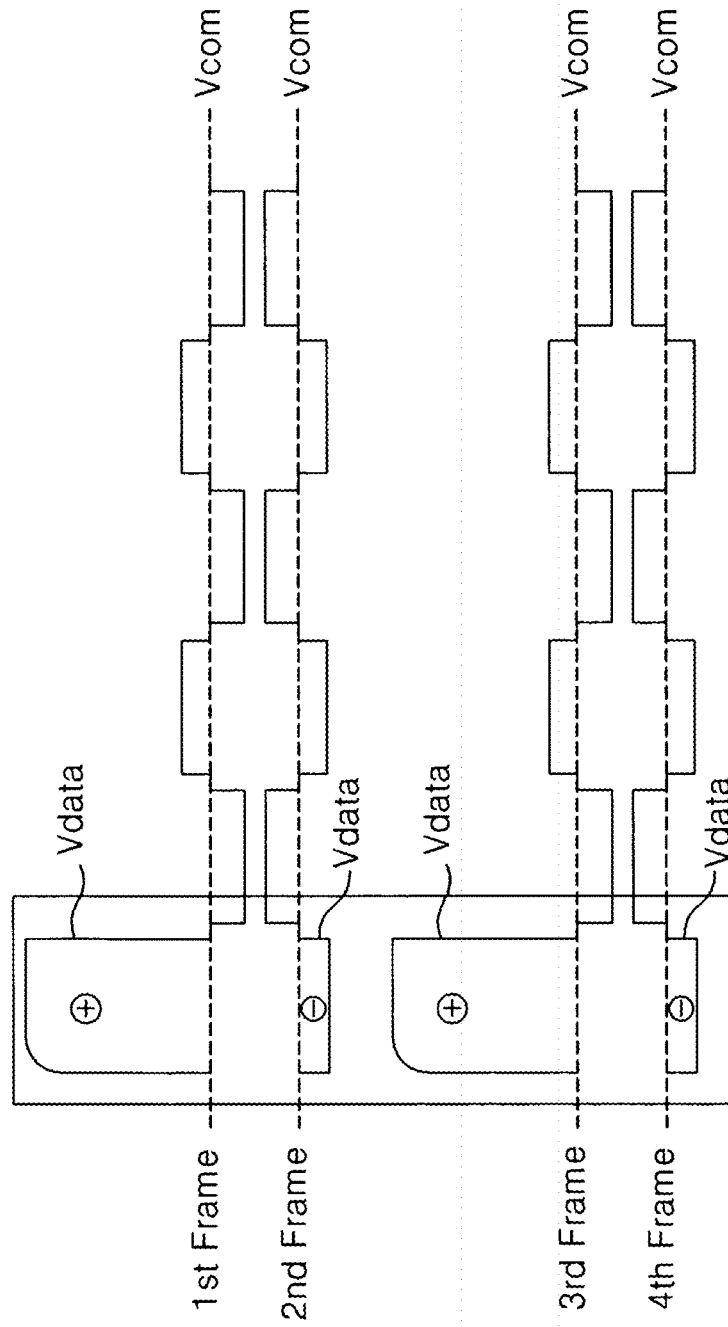 1st Frame
Vdata
⊕
Vcom
2nd Frame
⊖
Vdata
Vcom
3rd Frame
⊕
Vdata
Vcom
4th Frame
⊖
Vdata
Vcom